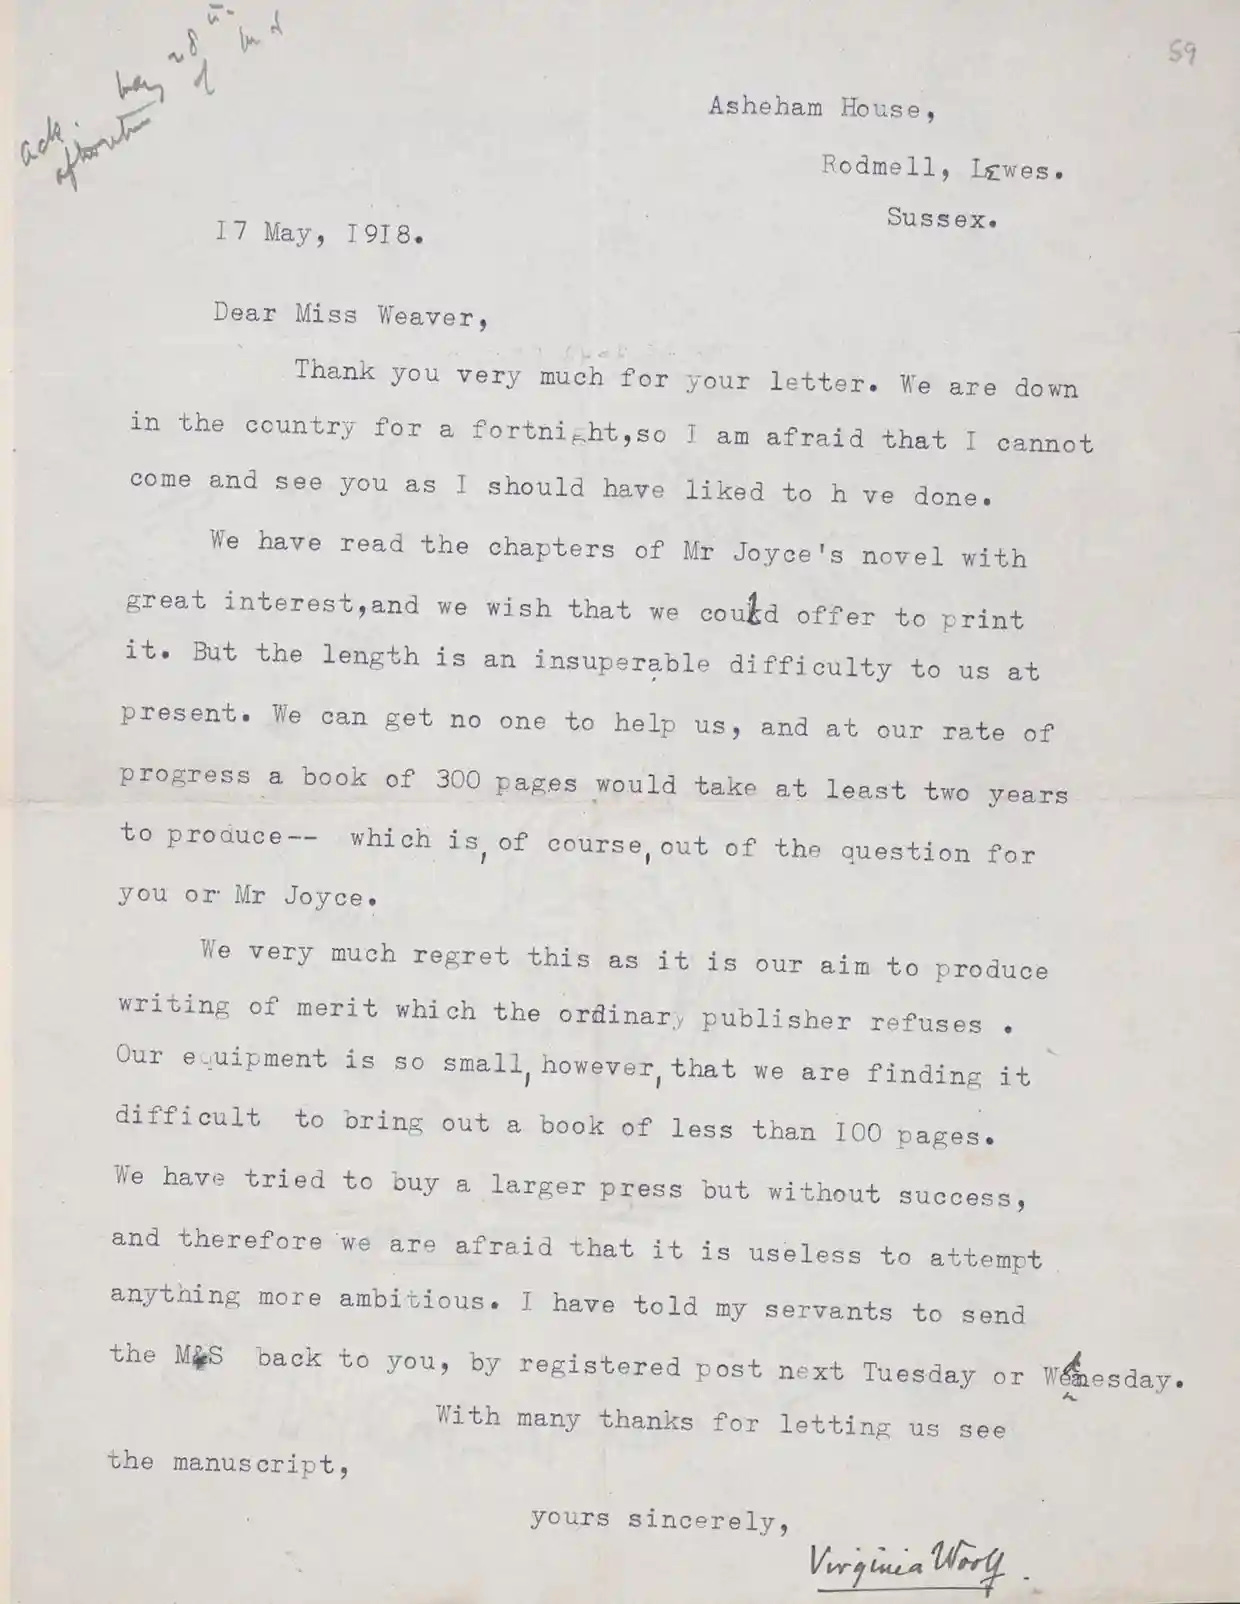 ack. May 28th
59
Asheham House,
Rodmell, Lewes.
Sussex.
17 May, 1918.
Dear Miss Weaver,
Thank you very much for your letter. We are down
in the country for a fortnight,so I am afraid that I cannot
come and see you as I should have liked to h ve done.
We have read the chapters of Mr Joyce's novel with
great interest,and we wish that we could offer to print
it. But the length is an insuperable difficulty to us at
present. We can get no one to help us, and at our rate of
progress a book of 300 pages would take at least two years
to produce-- which is, of course, out of the question for
you or Mr Joyce.
We very much regret this as it is our aim to produce
writing of merit which the ordinary publisher refuses .
Our equipment is so small, however, that we are finding it
difficult to bring out a book of less than 100 pages.
We have tried to buy a larger press but without success,
and therefore we are afraid that it is useless to attempt
anything more ambitious. I have told my servants to send
the MSS back to you, by registered post next Tuesday or Wednesday.
With many thanks for letting us see
the manuscript,
yours sincerely,
Virginia Woolf.